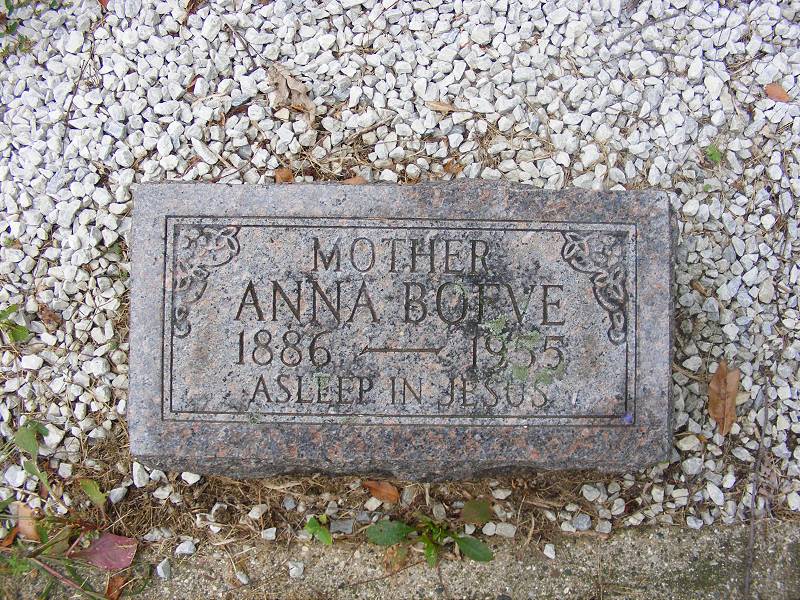 MOTHER
ANNA BOEVE
1886 — 1955
ASLEEP IN JESUS